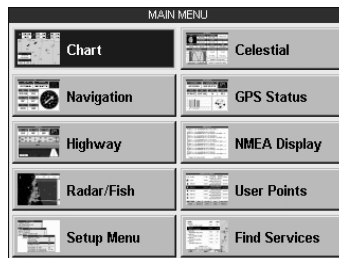 MAIN MENU
Chart
Celestial
Navigation
GPS Status
Highway
NMEA Display
Radar/Fish
User Points
Setup Menu
Find Services